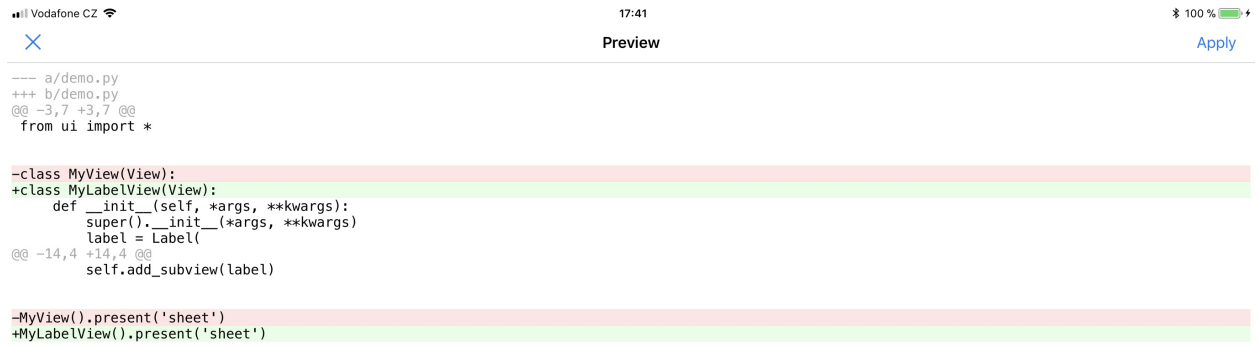 Vodafone CZ 17:41 100 %
Preview Apply
--- a/demo.py
+++ b/demo.py
@@ -3,7 +3,7 @@
 from ui import *
-class MyView(View):
+class MyLabelView(View):
     def __init__(self, *args, **kwargs):
         super().__init__(*args, **kwargs)
         label = Label(
@@ -14,4 +14,4 @@
         self.add_subview(label)
-MyView().present('sheet')
+MyLabelView().present('sheet')